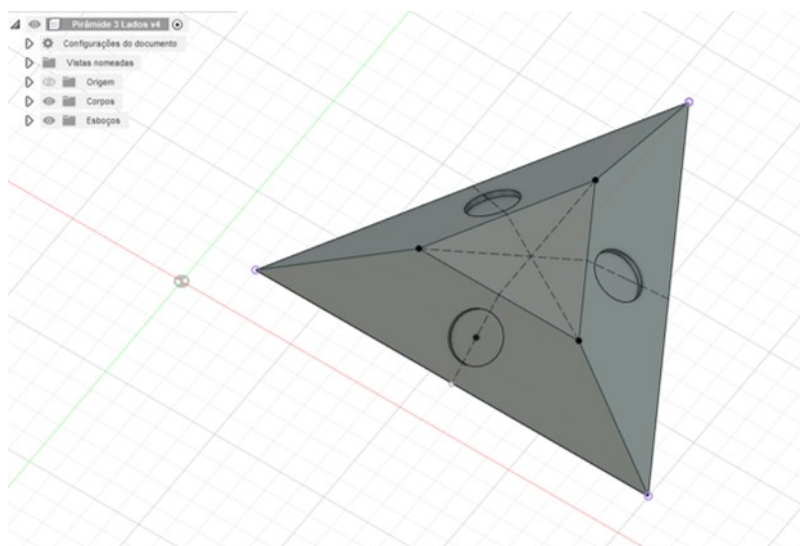 Pirâmide 3 Lados v4
Configurações do documento
Vistas nomeadas
Origem
Corpos
Esboços